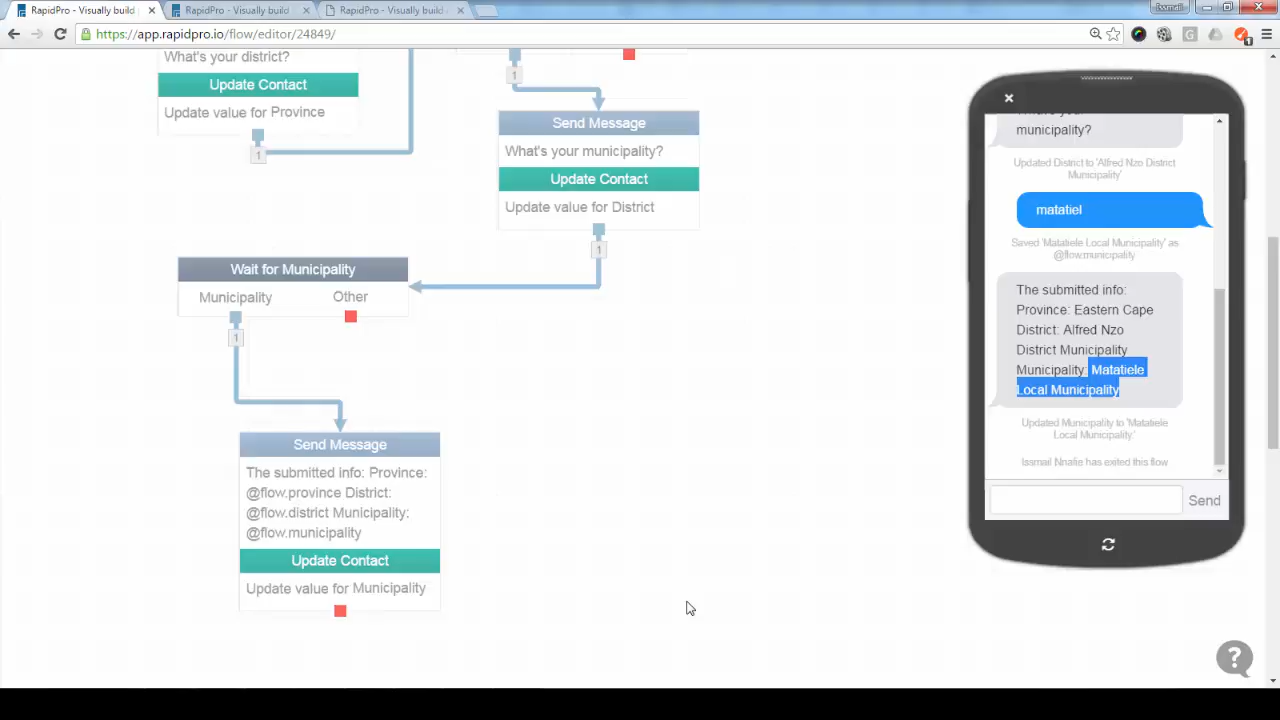 RapidPro - Visually build
RapidPro - Visually build
RapidPro - Visually build
Issmail
https://app.rapidpro.io/flow/editor/24849/
1
What's your district?
Update Contact
Update value for Province
1
1
Send Message
What's your municipality?
Update Contact
Update value for District
1
Wait for Municipality
Municipality
Other
1
Send Message
The submitted info: Province:
@flow.province District:
@flow.district Municipality:
@flow.municipality
Update Contact
Update value for Municipality
municipality?
Updated District to 'Alfred Nzo District
Municipality'
matatiel
Saved 'Matatiele Local Municipality' as
@flow.municipality
The submitted info:
Province: Eastern Cape
District: Alfred Nzo
District Municipality
Municipality: Matatiele
Local Municipality
Updated Municipality to 'Matatiele
Local Municipality'
Issmail Nnafie has exited this flow
Send
?